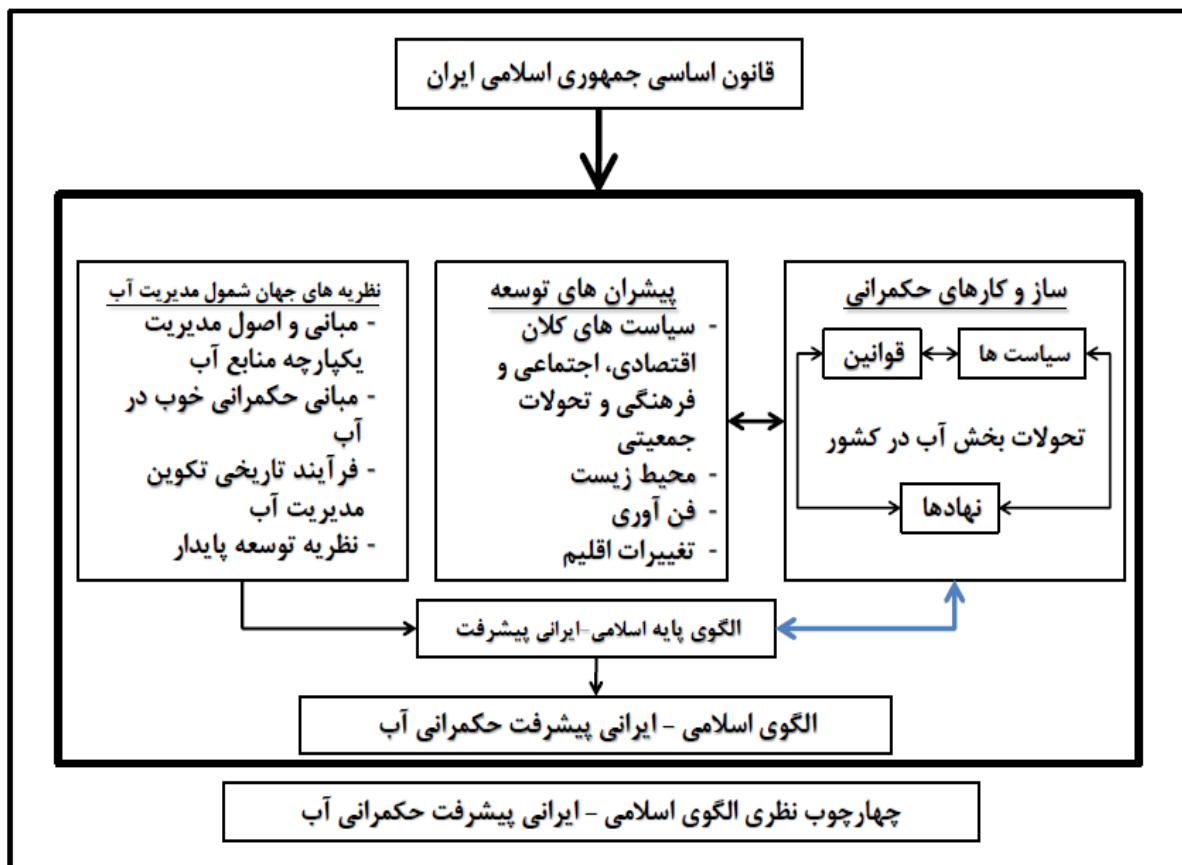 قانون اساسی جمهوری اسلامی ایران
ساز و کارهای حکمرانی
سیاست ها
قوانین
تحولات بخش آب در کشور
نهادها
پیشران های توسعه
- سیاست های کلان
اقتصادی، اجتماعی و
فرهنگی و تحولات
جمعیتی
- محیط زیست
- فن آوری
- تغییرات اقلیم
نظریه های جهان شمول مدیریت آب
- مبانی و اصول مدیریت
یکپارچه منابع آب
- مبانی حکمرانی خوب در
آب
- فرآیند تاریخی تکوین
مدیریت آب
- نظریه توسعه پایدار
الگوی پایه اسلامی-ایرانی پیشرفت
الگوی اسلامی – ایرانی پیشرفت حکمرانی آب
چهارچوب نظری الگوی اسلامی – ایرانی پیشرفت حکمرانی آب